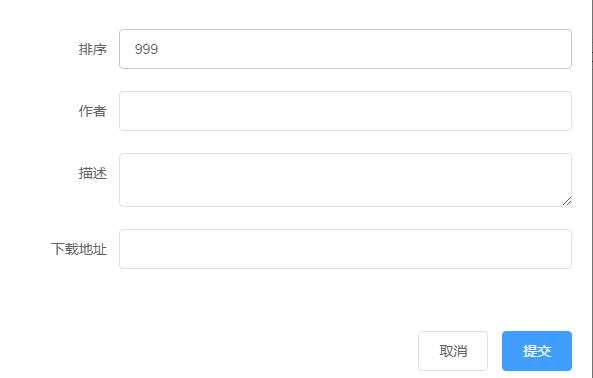 排序 999
作者
描述
下载地址
取消 提交